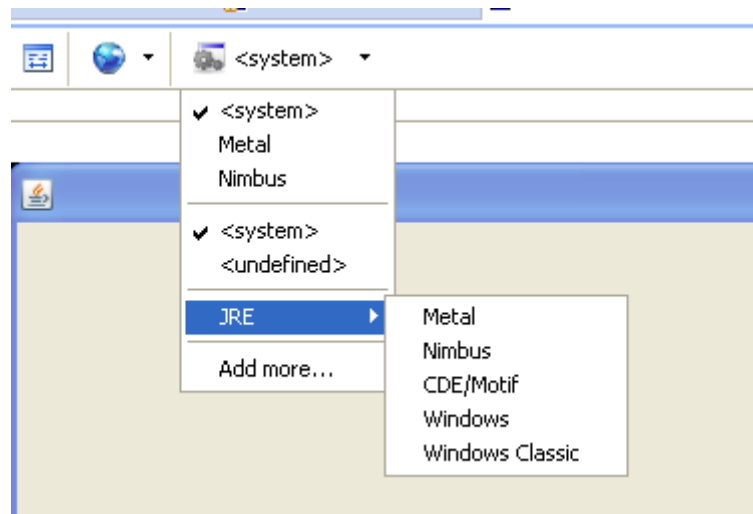 <system>
<system>
Metal
Nimbus
<system>
<undefined>
JRE
Add more...
Metal
Nimbus
CDE/Motif
Windows
Windows Classic